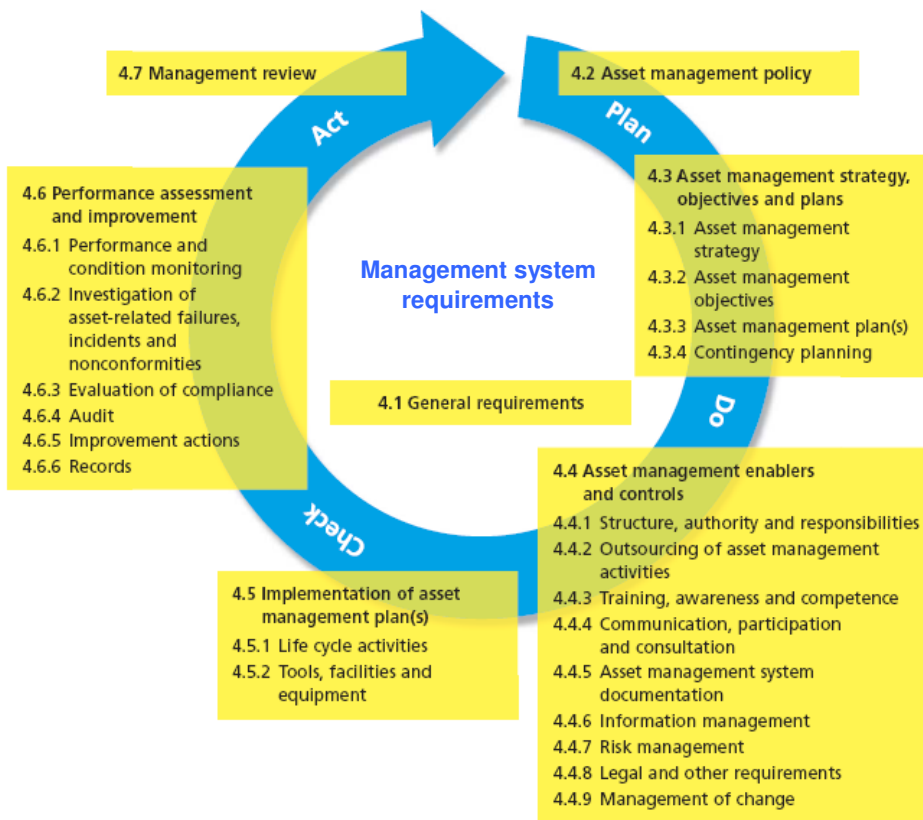 4.7 Management review
4.2 Asset management policy
Act
Plan
4.6 Performance assessment
and improvement
4.6.1 Performance and
condition monitoring
4.6.2 Investigation of
asset-related failures,
incidents and
nonconformities
4.6.3 Evaluation of compliance
4.6.4 Audit
4.6.5 Improvement actions
4.6.6 Records
Management system
requirements
4.1 General requirements
4.3 Asset management strategy,
objectives and plans
4.3.1 Asset management
strategy
4.3.2 Asset management
objectives
4.3.3 Asset management plan(s)
4.3.4 Contingency planning
Do
4.4 Asset management enablers
and controls
4.4.1 Structure, authority and responsibilities
4.4.2 Outsourcing of asset management
activities
4.4.3 Training, awareness and competence
4.4.4 Communication, participation
and consultation
4.4.5 Asset management system
documentation
4.4.6 Information management
4.4.7 Risk management
4.4.8 Legal and other requirements
4.4.9 Management of change
Check
4.5 Implementation of asset
management plan(s)
4.5.1 Life cycle activities
4.5.2 Tools, facilities and
equipment